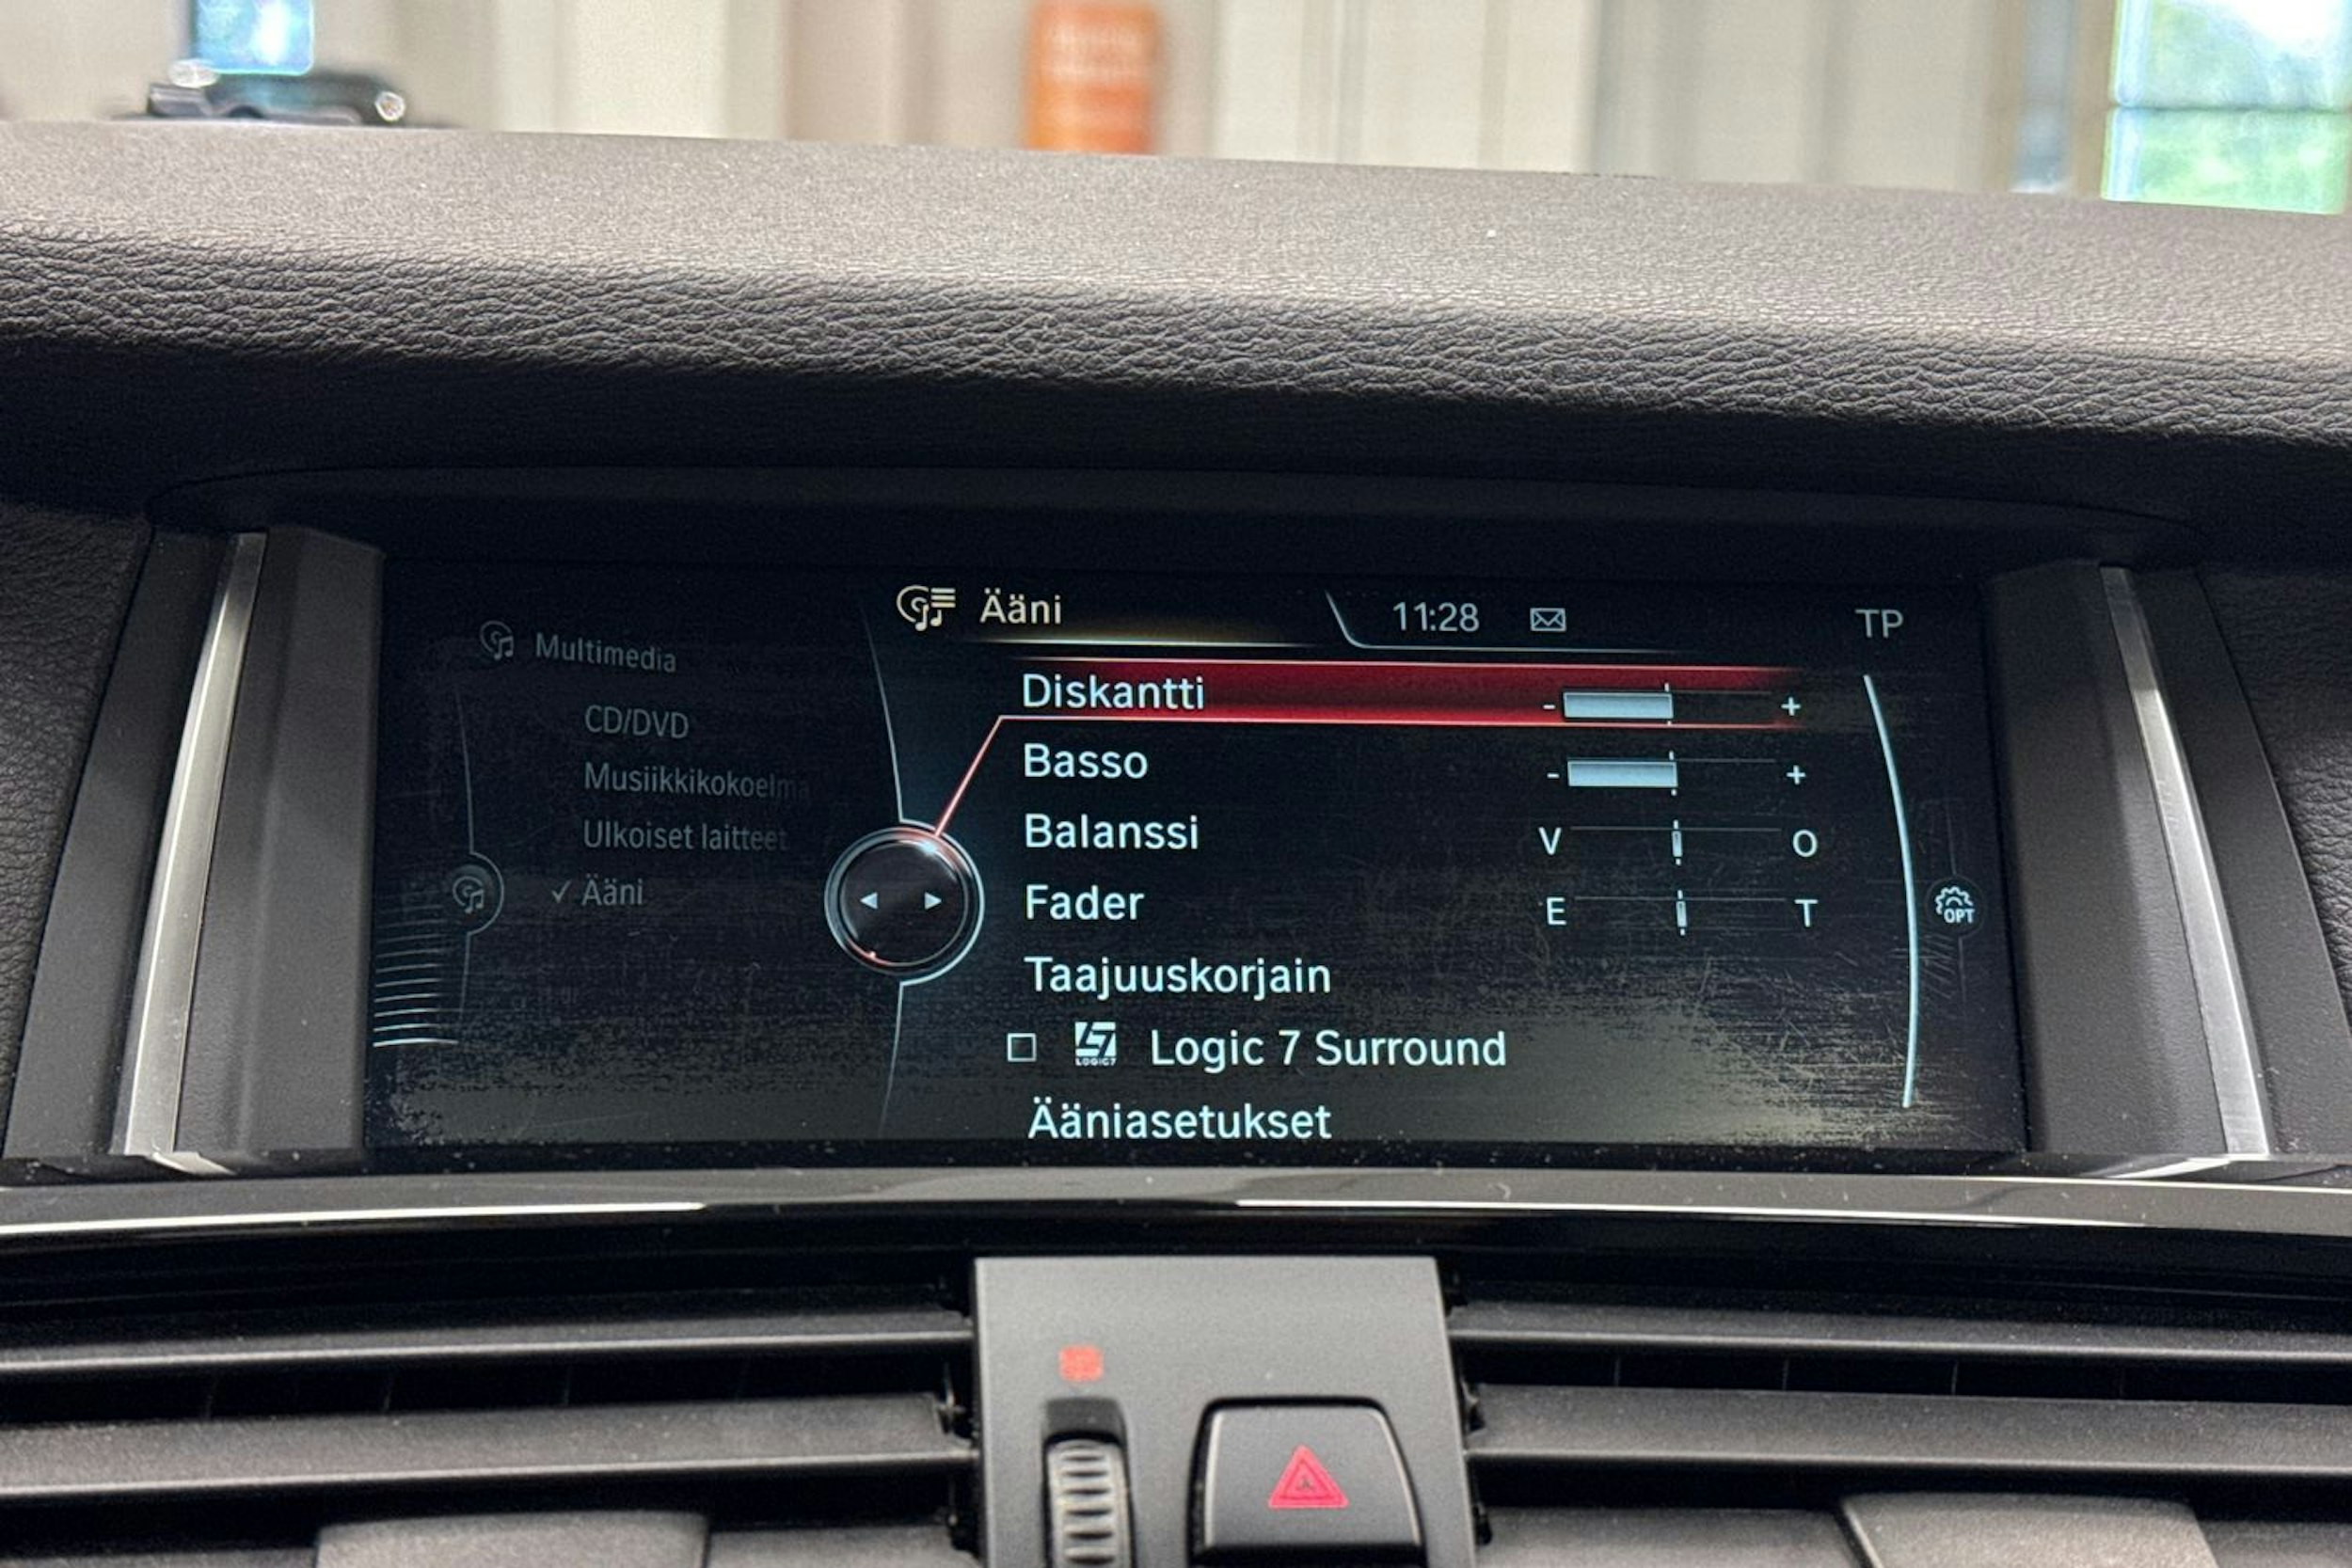 Ääni
11:28
TP
Multimedia
CD/DVD
Musiikkikokoelma
Ulkoiset laitteet
✓ Ääni
Diskantti - +
Basso - +
Balanssi V O
Fader E T
Taajuuskorjain
LOGIC7 Logic 7 Surround
Ääniasetukset
OPT